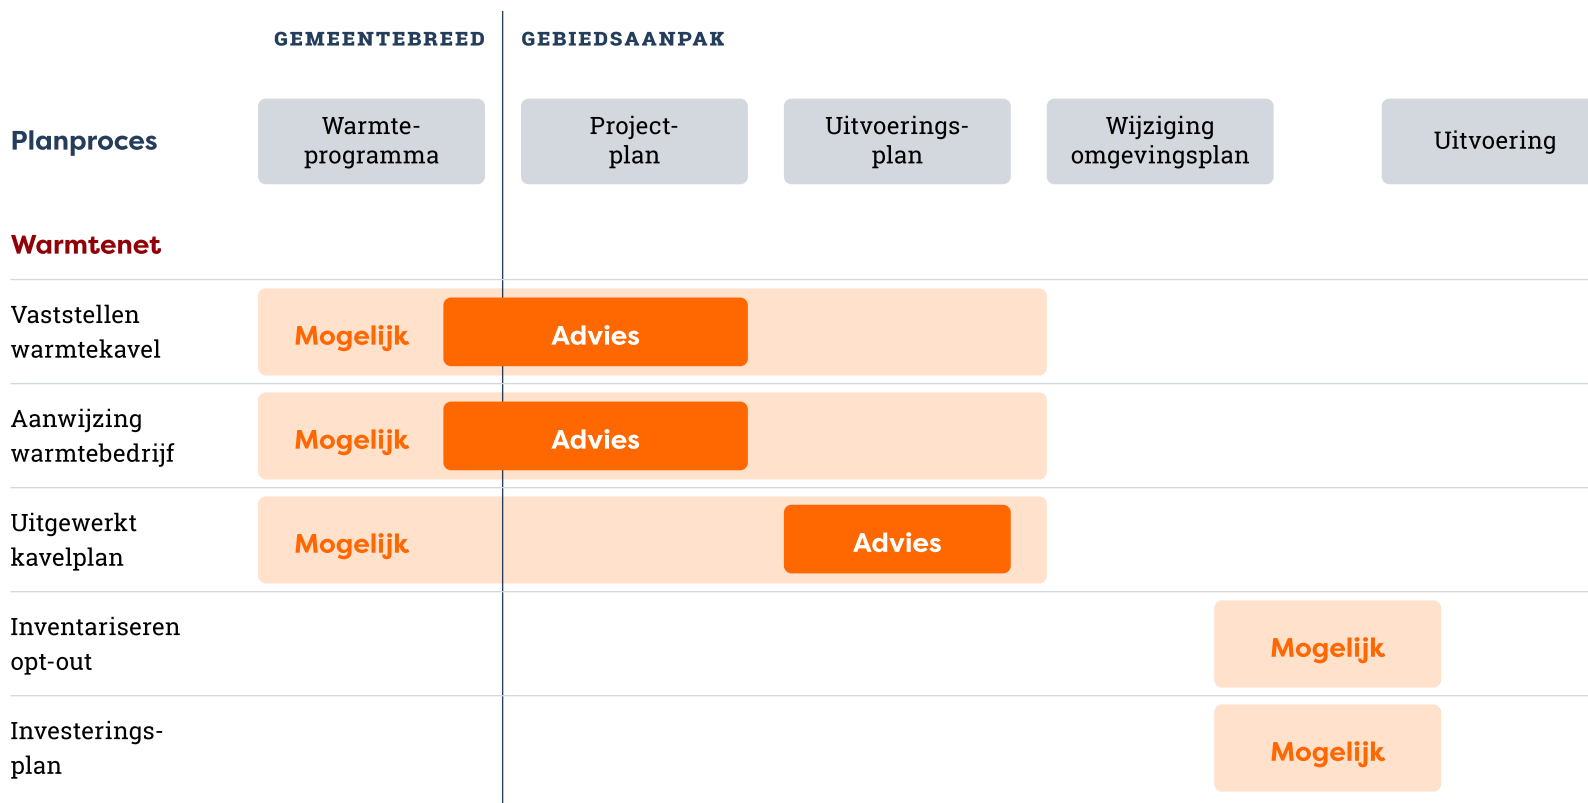 GEMEENTEBREED GEBIEDSAANPAK
Planproces
Warmte-
programma
Project-
plan
Uitvoerings-
plan
Wijziging
omgevingsplan
Uitvoering
Warmtenet
Vaststellen
warmtekavel
Mogelijk
Advies
Aanwijzing
warmtebedrijf
Mogelijk
Advies
Uitgewerkt
kavelplan
Mogelijk
Advies
Inventariseren
opt-out
Mogelijk
Investerings-
plan
Mogelijk